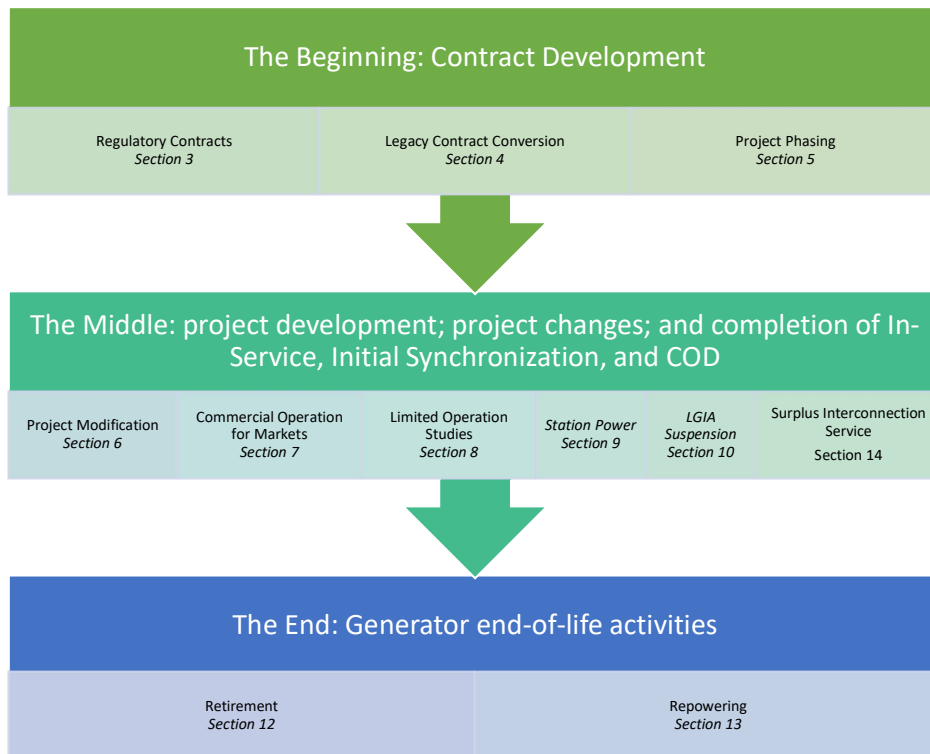 The Beginning: Contract Development
Regulatory Contracts
Section 3
Legacy Contract Conversion
Section 4
Project Phasing
Section 5
The Middle: project development; project changes; and completion of In-
Service, Initial Synchronization, and COD
Project Modification
Section 6
Commercial Operation
for Markets
Section 7
Limited Operation
Studies
Section 8
Station Power
Section 9
LGIA
Suspension
Section 10
Surplus Interconnection
Service
Section 14
The End: Generator end-of-life activities
Retirement
Section 12
Repowering
Section 13